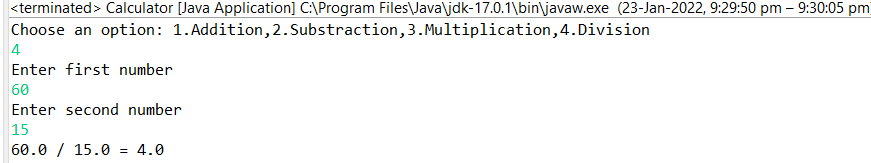 <terminated> Calculator [Java Application] C:\Program Files\Java\jdk-17.0.1\bin\javaw.exe (23-Jan-2022, 9:29:50 pm – 9:30:05 pm)
Choose an option: 1.Addition,2.Substraction,3.Multiplication,4.Division
4
Enter first number
60
Enter second number
15
60.0 / 15.0 = 4.0